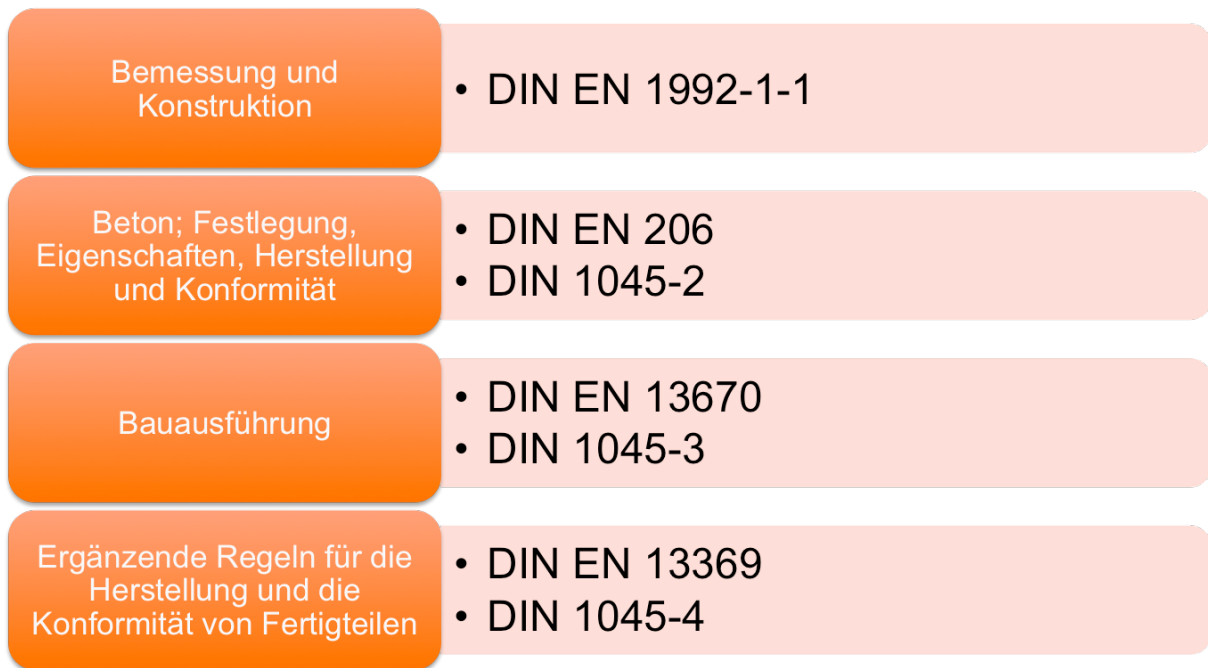 Bemessung und
Konstruktion
• DIN EN 1992-1-1
Beton; Festlegung,
Eigenschaften, Herstellung
und Konformität
• DIN EN 206
• DIN 1045-2
Bauausführung
• DIN EN 13670
• DIN 1045-3
Ergänzende Regeln für die
Herstellung und die
Konformität von Fertigteilen
• DIN EN 13369
• DIN 1045-4